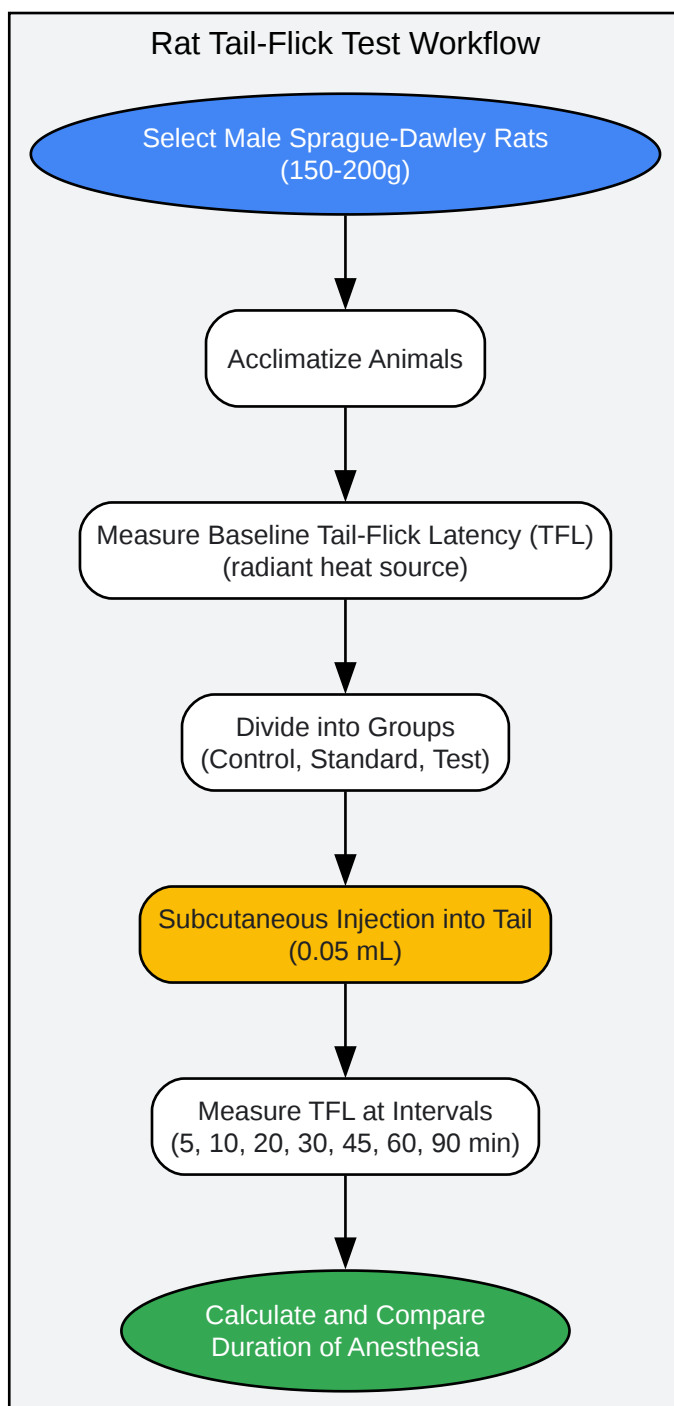 Rat Tail-Flick Test Workflow
Select Male Sprague-Dawley Rats
(150-200g)
Acclimatize Animals
Measure Baseline Tail-Flick Latency (TFL)
(radiant heat source)
Divide into Groups
(Control, Standard, Test)
Subcutaneous Injection into Tail
(0.05 mL)
Measure TFL at Intervals
(5, 10, 20, 30, 45, 60, 90 min)
Calculate and Compare
Duration of Anesthesia